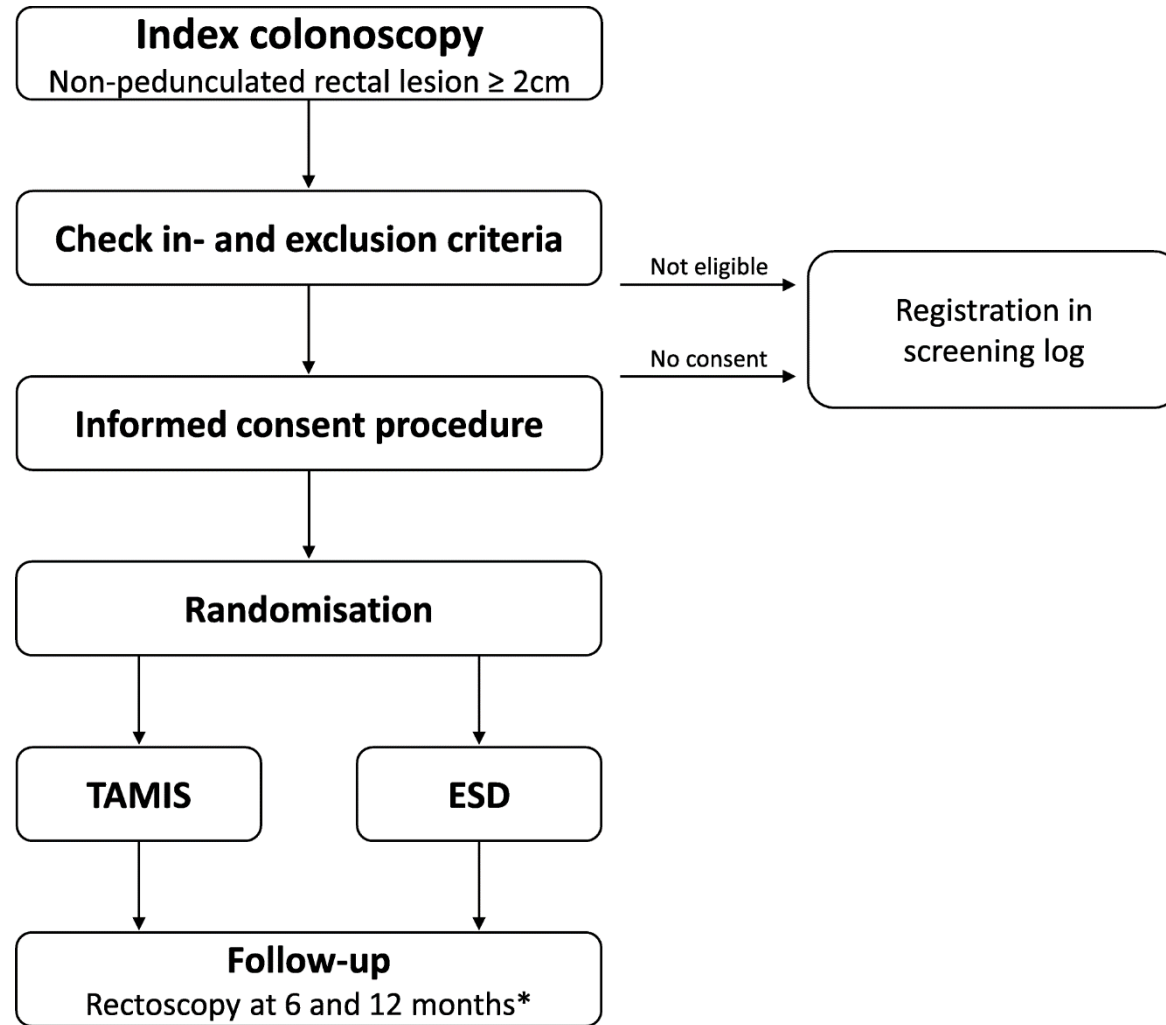 Index colonoscopy
Non-pedunculated rectal lesion ≥ 2cm
Check in- and exclusion criteria
Not eligible
Registration in
screening log
No consent
Informed consent procedure
Randomisation
TAMIS
ESD
Follow-up
Rectoscopy at 6 and 12 months*